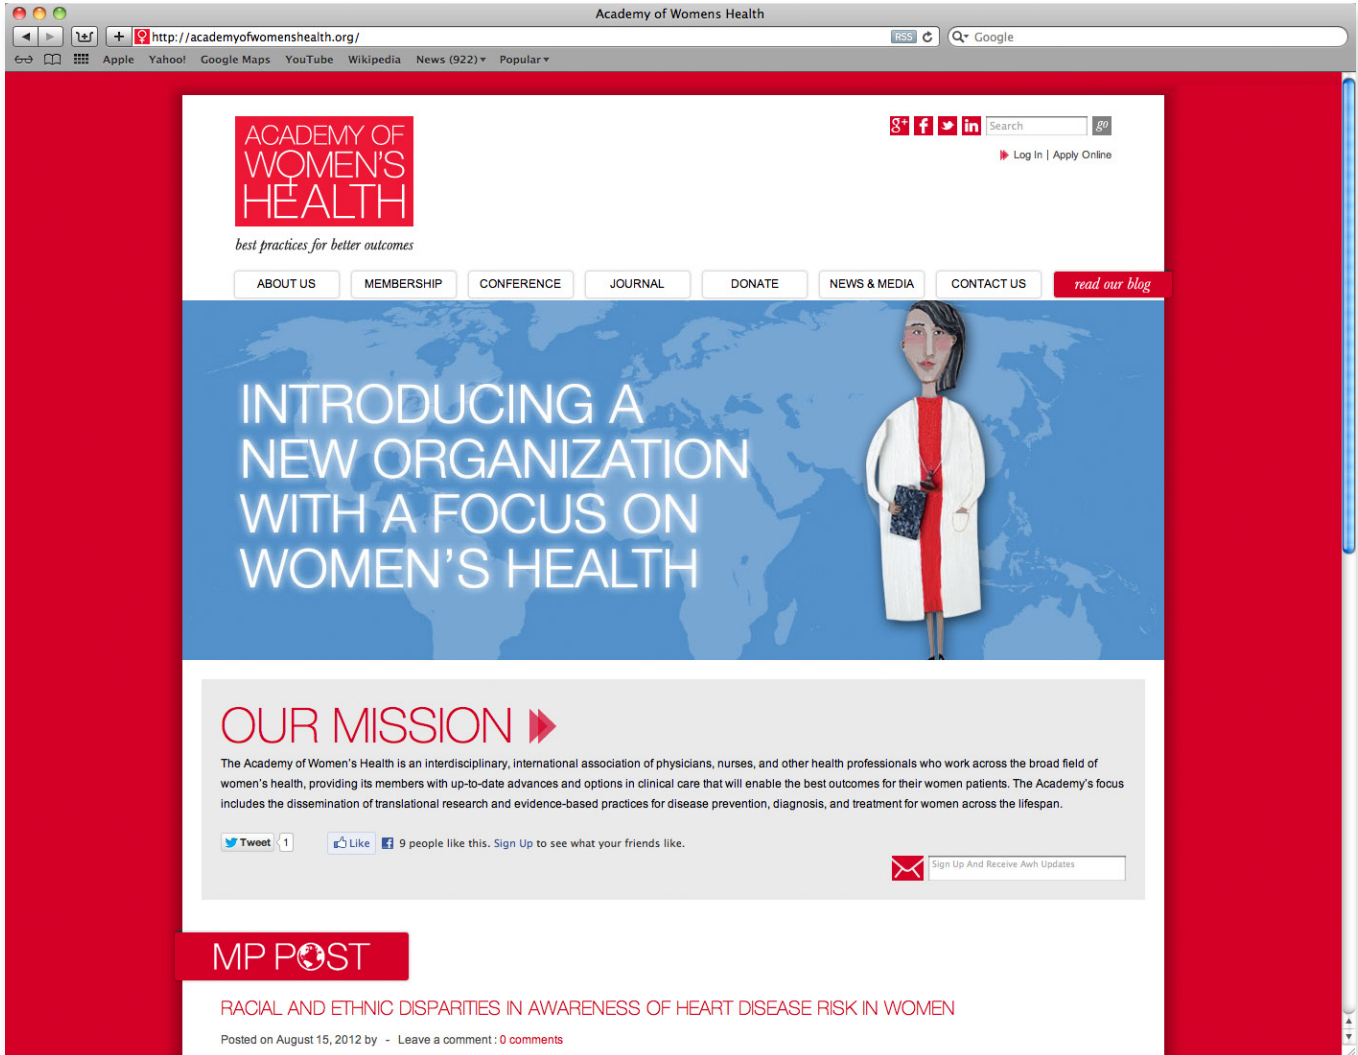 Academy of Womens Health
http://academyofwomenshealth.org/
RSS
Google
Apple Yahoo! Google Maps YouTube Wikipedia News (922) Popular
ACADEMY OF
WOMEN'S
HEALTH
best practices for better outcomes
g+ f in Search go
Log In | Apply Online
ABOUT US MEMBERSHIP CONFERENCE JOURNAL DONATE NEWS & MEDIA CONTACT US read our blog
INTRODUCING A
NEW ORGANIZATION
WITH A FOCUS ON
WOMEN'S HEALTH
OUR MISSION
The Academy of Women's Health is an interdisciplinary, international association of physicians, nurses, and other health professionals who work across the broad field of
women's health, providing its members with up-to-date advances and options in clinical care that will enable the best outcomes for their women patients. The Academy's focus
includes the dissemination of translational research and evidence-based practices for disease prevention, diagnosis, and treatment for women across the lifespan.
Tweet 1 Like 9 people like this. Sign Up to see what your friends like.
Sign Up And Receive Awh Updates
MP POST
RACIAL AND ETHNIC DISPARITIES IN AWARENESS OF HEART DISEASE RISK IN WOMEN
Posted on August 15, 2012 by - Leave a comment : 0 comments